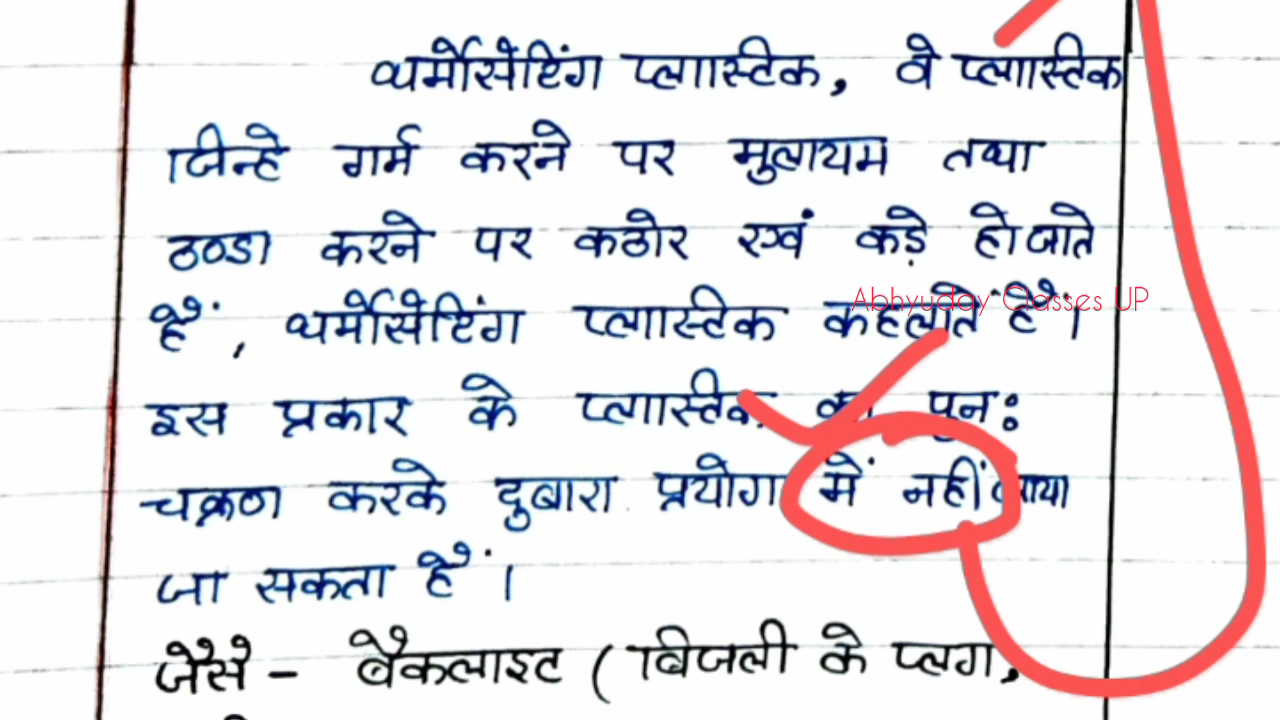 थर्मोसेटिंग प्लास्टिक, वे प्लास्टिक
जिन्हे गर्म करने पर मुलायम तथा
ठण्डा करने पर कठोर एवं कड़े हो जाते
हैं, थर्मोसेटिंग प्लास्टिक कहलाते हैं।
Abhyuday Classes UP
इस प्रकार के प्लास्टिक का पुनः
चक्रण करके दुबारा प्रयोग में नहीं लाया
जा सकता हैं।
जैसे - बैकलाइट ( बिजली के प्लग,